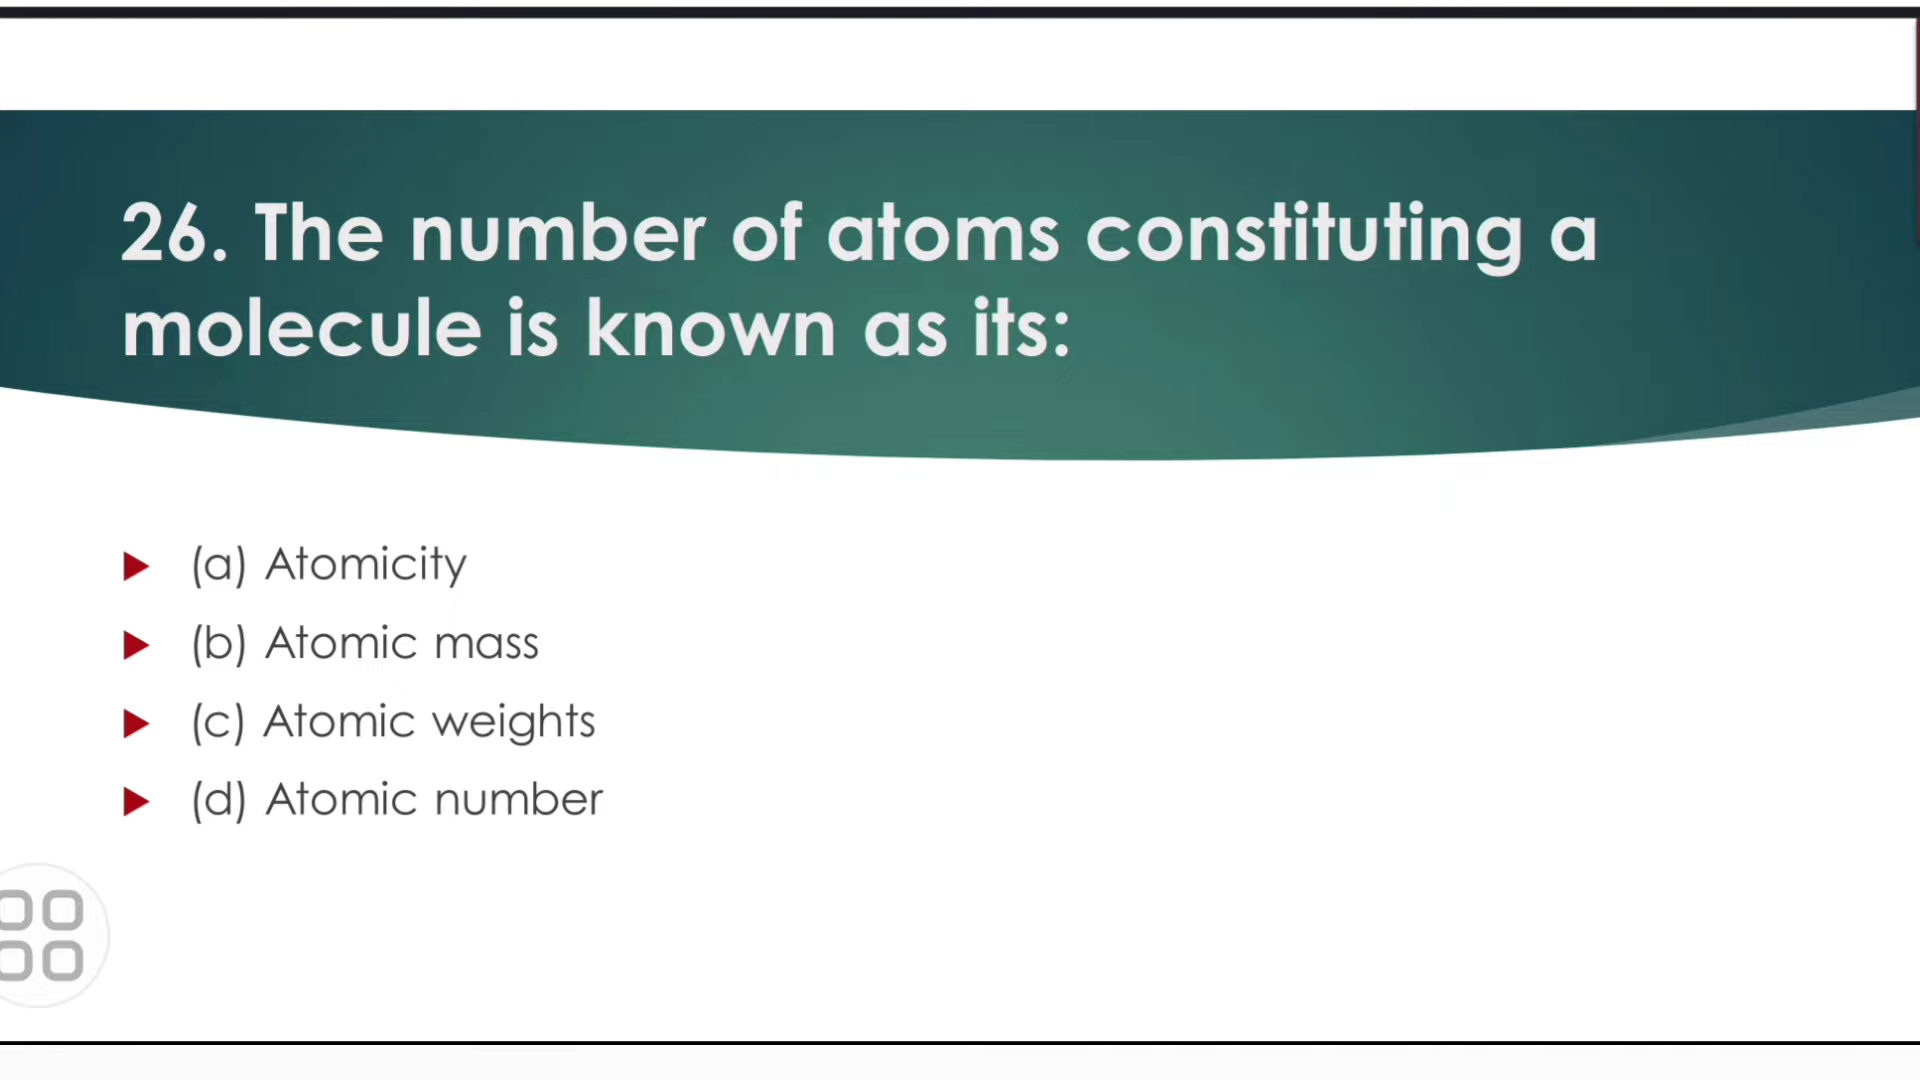 26. The number of atoms constituting a
molecule is known as its:
(a) Atomicity
(b) Atomic mass
(c) Atomic weights
(d) Atomic number